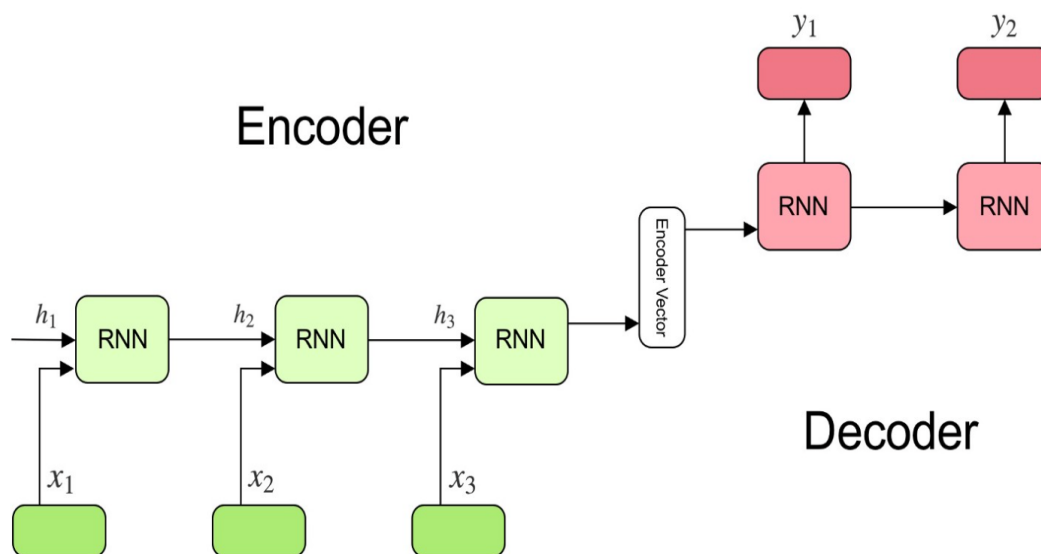 y₁ y₂
Encoder
RNN RNN
Encoder Vector
h₁ h₂ h₃
RNN RNN RNN
Decoder
x₁ x₂ x₃